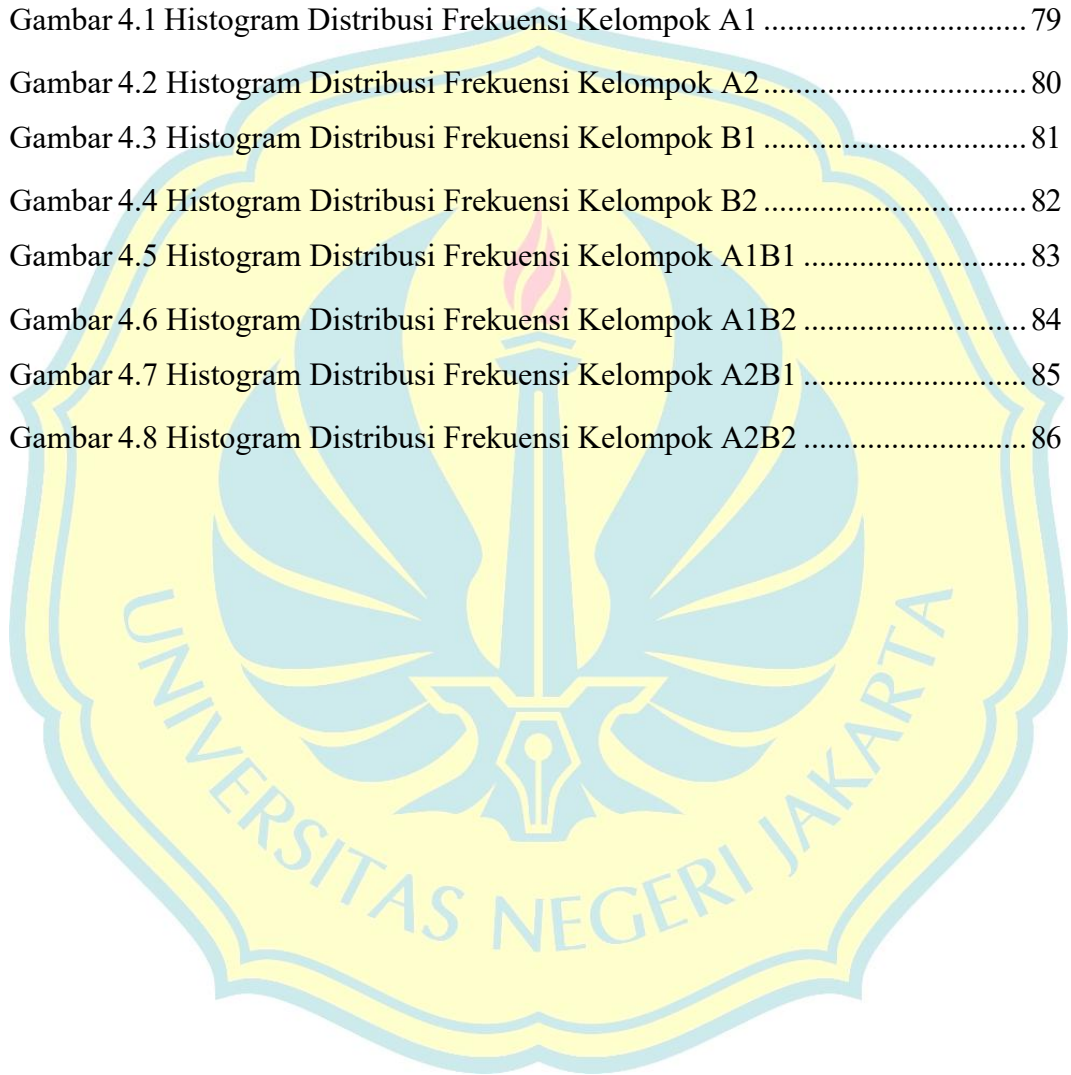 Gambar 4.1 Histogram Distribusi Frekuensi Kelompok A1 ................................. 79
Gambar 4.2 Histogram Distribusi Frekuensi Kelompok A2 ................................. 80
Gambar 4.3 Histogram Distribusi Frekuensi Kelompok B1 ................................. 81
Gambar 4.4 Histogram Distribusi Frekuensi Kelompok B2 ................................. 82
Gambar 4.5 Histogram Distribusi Frekuensi Kelompok A1B1 ............................ 83
Gambar 4.6 Histogram Distribusi Frekuensi Kelompok A1B2 ............................ 84
Gambar 4.7 Histogram Distribusi Frekuensi Kelompok A2B1 ............................ 85
Gambar 4.8 Histogram Distribusi Frekuensi Kelompok A2B2 ............................ 86
UNIVERSITAS NEGERI JAKARTA